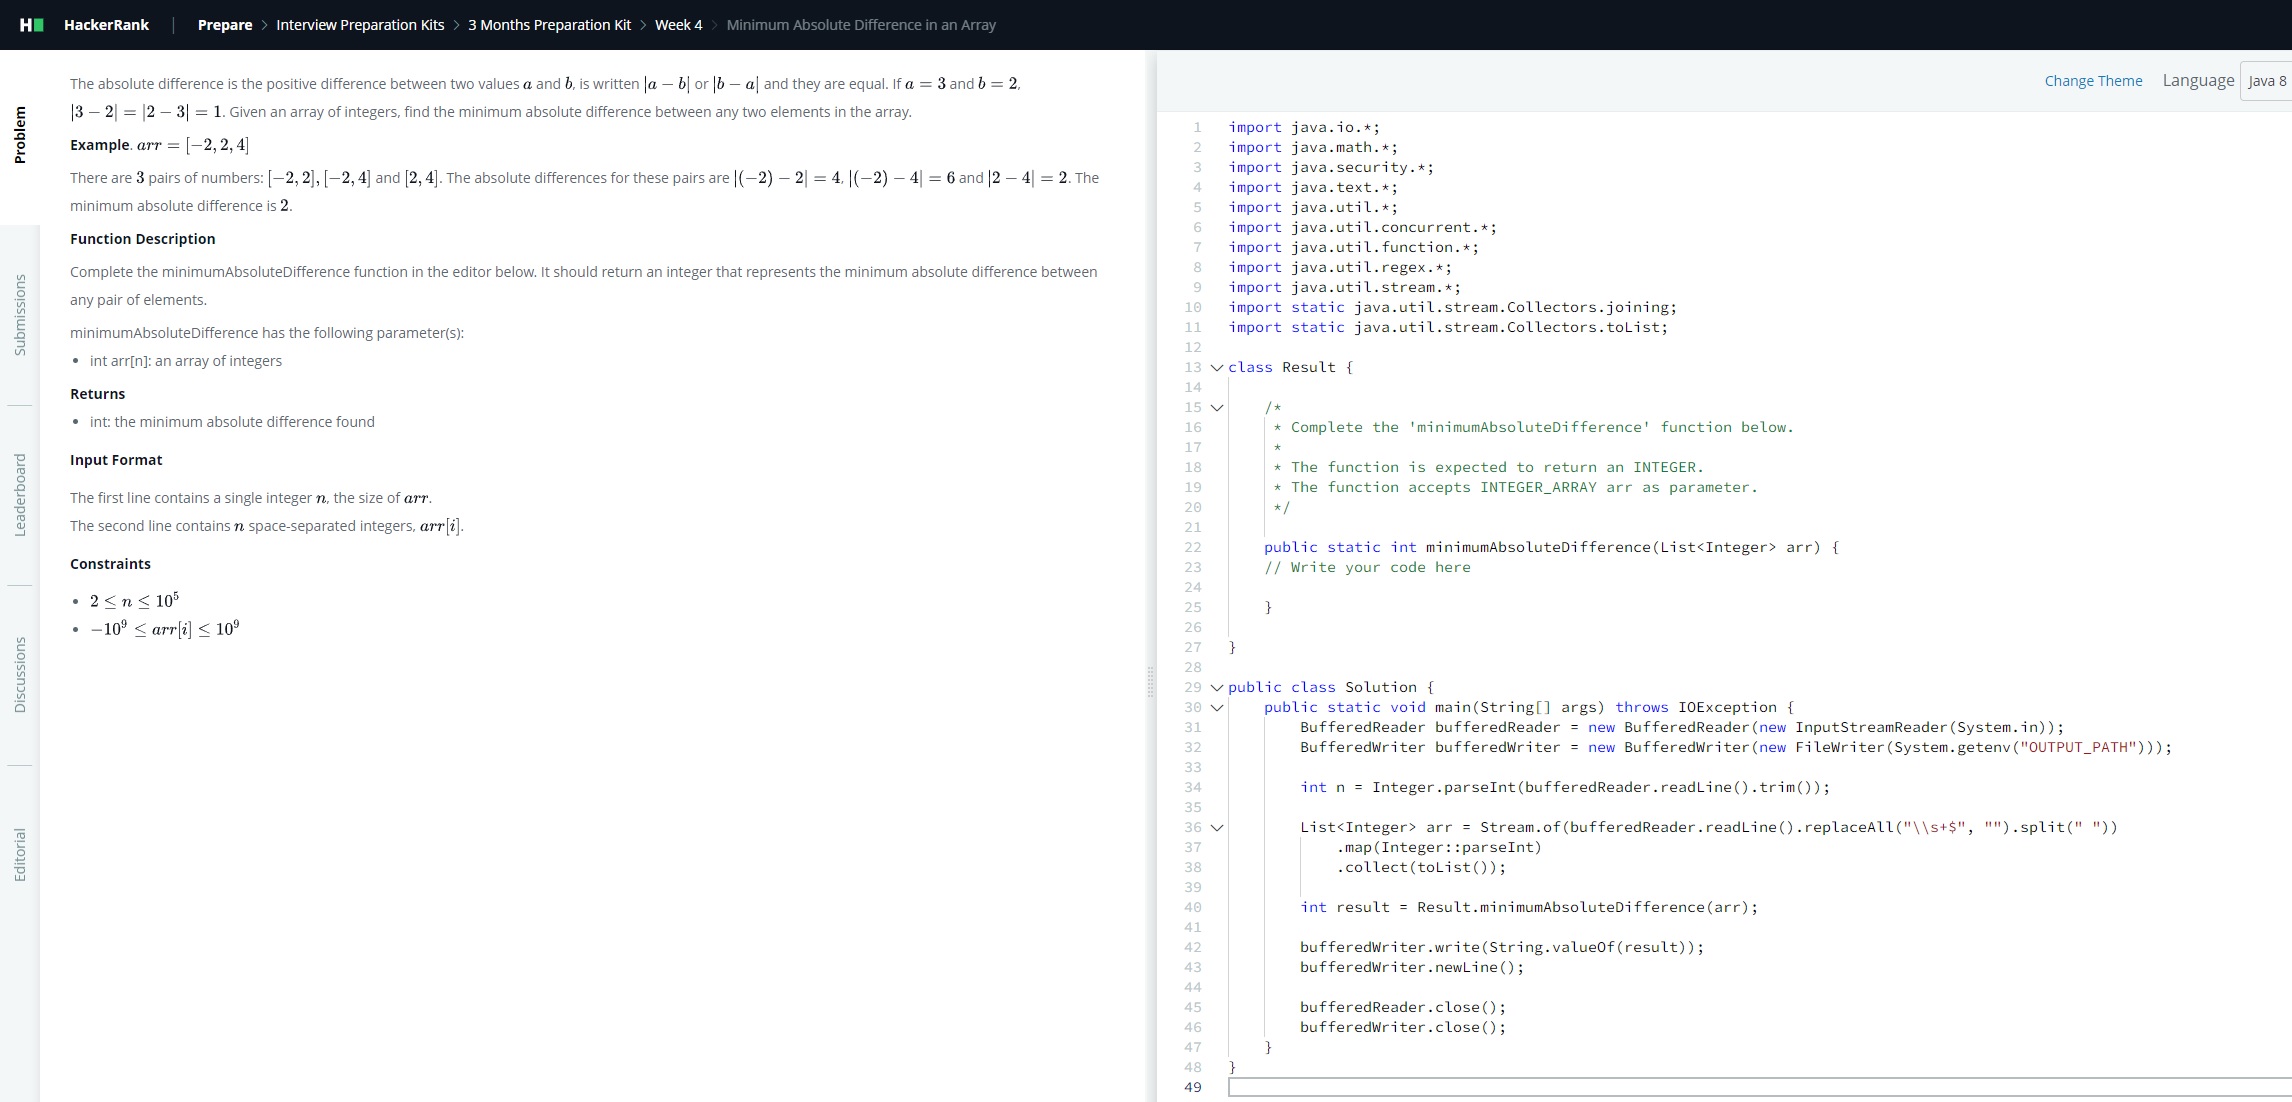 HackerRank | Prepare > Interview Preparation Kits > 3 Months Preparation Kit > Week 4 > Minimum Absolute Difference in an Array
Problem
Submissions
Leaderboard
Discussions
Editorial
The absolute difference is the positive difference between two values a and b, is written |a − b| or |b − a| and they are equal. If a = 3 and b = 2,
|3 − 2| = |2 − 3| = 1. Given an array of integers, find the minimum absolute difference between any two elements in the array.
Example. arr = [−2, 2, 4]
There are 3 pairs of numbers: [−2, 2], [−2, 4] and [2, 4]. The absolute differences for these pairs are |(−2) − 2| = 4, |(−2) − 4| = 6 and |2 − 4| = 2. The
minimum absolute difference is 2.
Function Description
Complete the minimumAbsoluteDifference function in the editor below. It should return an integer that represents the minimum absolute difference between
any pair of elements.
minimumAbsoluteDifference has the following parameter(s):
• int arr[n]: an array of integers
Returns
• int: the minimum absolute difference found
Input Format
The first line contains a single integer n, the size of arr.
The second line contains n space-separated integers, arr[i].
Constraints
• 2 ≤ n ≤ 10⁵
• −10⁹ ≤ arr[i] ≤ 10⁹
Change Theme Language Java 8
1 import java.io.*;
2 import java.math.*;
3 import java.security.*;
4 import java.text.*;
5 import java.util.*;
6 import java.util.concurrent.*;
7 import java.util.function.*;
8 import java.util.regex.*;
9 import java.util.stream.*;
10 import static java.util.stream.Collectors.joining;
11 import static java.util.stream.Collectors.toList;
12
13 class Result {
14
15 /*
16 * Complete the 'minimumAbsoluteDifference' function below.
17 *
18 * The function is expected to return an INTEGER.
19 * The function accepts INTEGER_ARRAY arr as parameter.
20 */
21
22 public static int minimumAbsoluteDifference(List<Integer> arr) {
23 // Write your code here
24
25 }
26
27 }
28
29 public class Solution {
30 public static void main(String[] args) throws IOException {
31 BufferedReader bufferedReader = new BufferedReader(new InputStreamReader(System.in));
32 BufferedWriter bufferedWriter = new BufferedWriter(new FileWriter(System.getenv("OUTPUT_PATH")));
33
34 int n = Integer.parseInt(bufferedReader.readLine().trim());
35
36 List<Integer> arr = Stream.of(bufferedReader.readLine().replaceAll("\\s+$", "").split(" "))
37 .map(Integer::parseInt)
38 .collect(toList());
39
40 int result = Result.minimumAbsoluteDifference(arr);
41
42 bufferedWriter.write(String.valueOf(result));
43 bufferedWriter.newLine();
44
45 bufferedReader.close();
46 bufferedWriter.close();
47 }
48 }
49